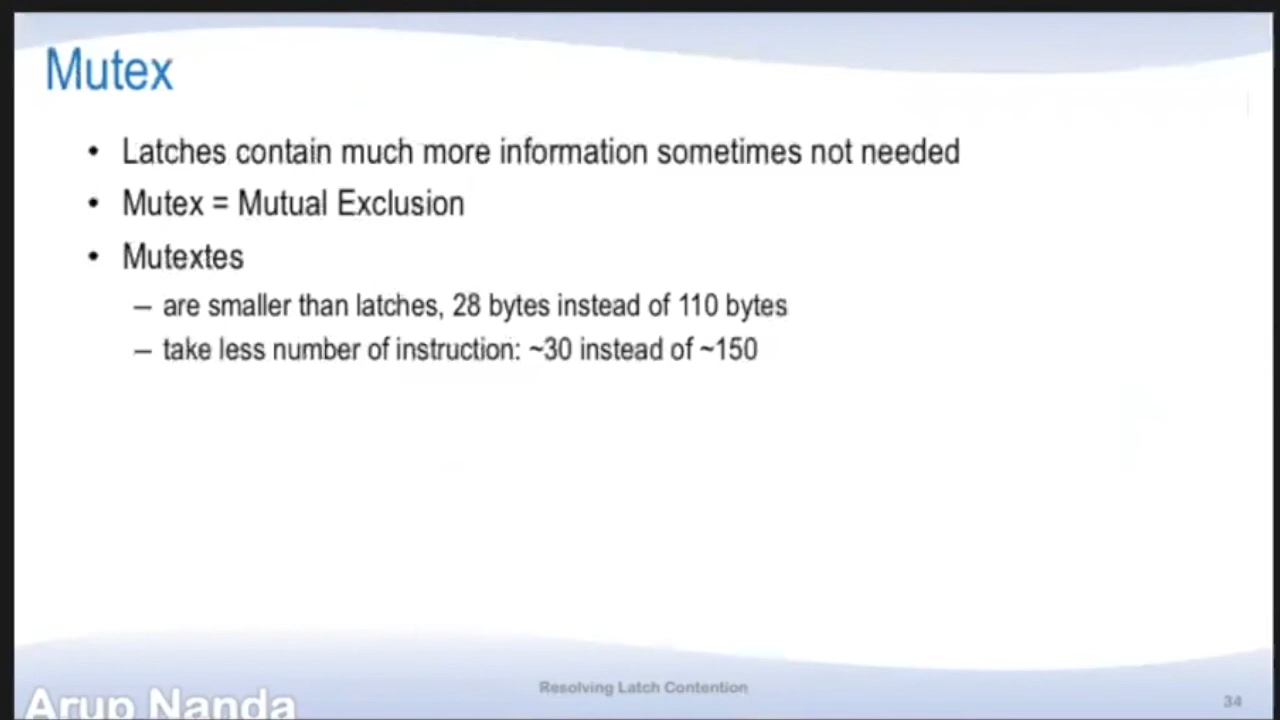 Mutex
• Latches contain much more information sometimes not needed
• Mutex = Mutual Exclusion
• Mutextes
– are smaller than latches, 28 bytes instead of 110 bytes
– take less number of instruction: ~30 instead of ~150
Resolving Latch Contention
34
Arup Nanda